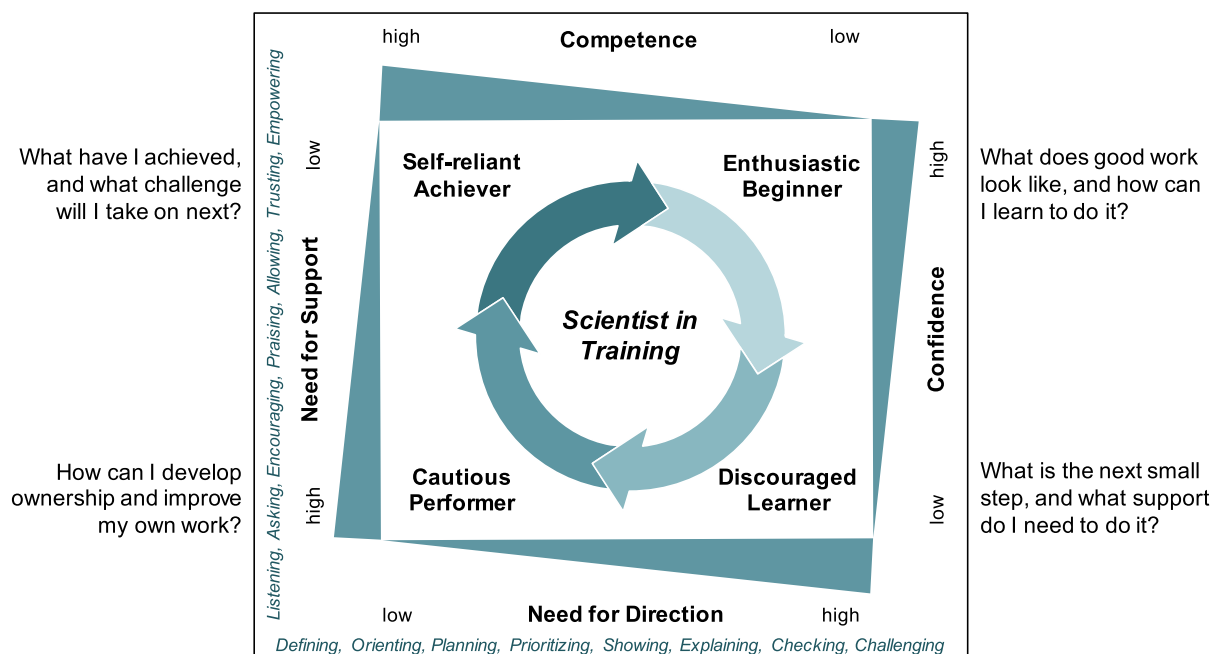 high
Competence
low
Listening, Asking, Encouraging, Praising, Allowing, Trusting, Empowering
Need for Support
low
high
What have I achieved,
and what challenge
will I take on next?
Self-reliant
Achiever
Enthusiastic
Beginner
high
Confidence
low
What does good work
look like, and how can
I learn to do it?
Scientist in
Training
How can I develop
ownership and improve
my own work?
Cautious
Performer
Discouraged
Learner
What is the next small
step, and what support
do I need to do it?
low
Need for Direction
high
Defining, Orienting, Planning, Prioritizing, Showing, Explaining, Checking, Challenging